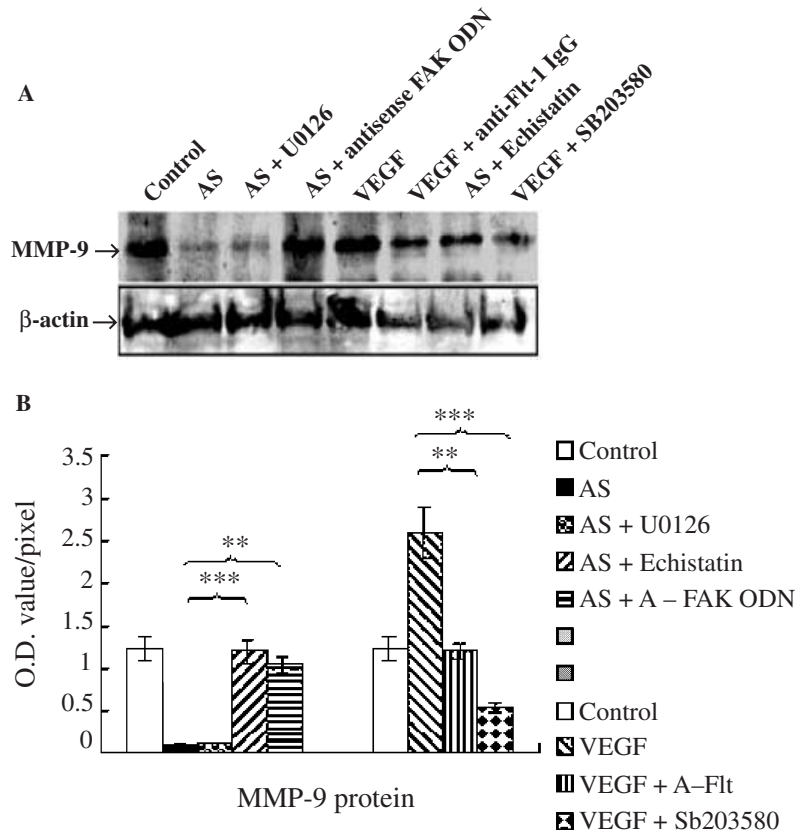 A
Control
AS
AS + U0126
AS + antisense FAK ODN
VEGF
VEGF + anti-Flt-1 IgG
AS + Echistatin
VEGF + SB203580
MMP-9
β-actin
B
O.D. value/pixel
3.5
3
2.5
2
1.5
1
0.5
0
**
***
***
**
MMP-9 protein
Control
AS
AS + U0126
AS + Echistatin
AS + A – FAK ODN
Control
VEGF
VEGF + A–Flt
VEGF + Sb203580